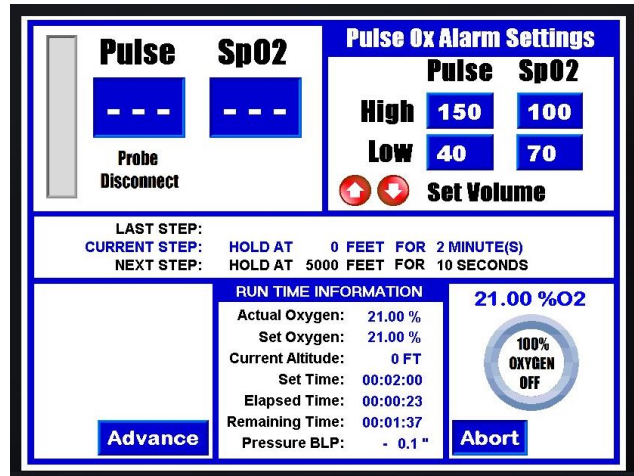 Pulse SpO2
--- ---
Probe
Disconnect
Pulse Ox Alarm Settings
Pulse SpO2
High 150 100
Low 40 70
Set Volume
LAST STEP:
CURRENT STEP: HOLD AT 0 FEET FOR 2 MINUTE(S)
NEXT STEP: HOLD AT 5000 FEET FOR 10 SECONDS
RUN TIME INFORMATION
Actual Oxygen: 21.00 %
Set Oxygen: 21.00 %
Current Altitude: 0 FT
Set Time: 00:02:00
Elapsed Time: 00:00:23
Remaining Time: 00:01:37
Pressure BLP: - 0.1 "
Advance
21.00 %O2
100%
OXYGEN
OFF
Abort